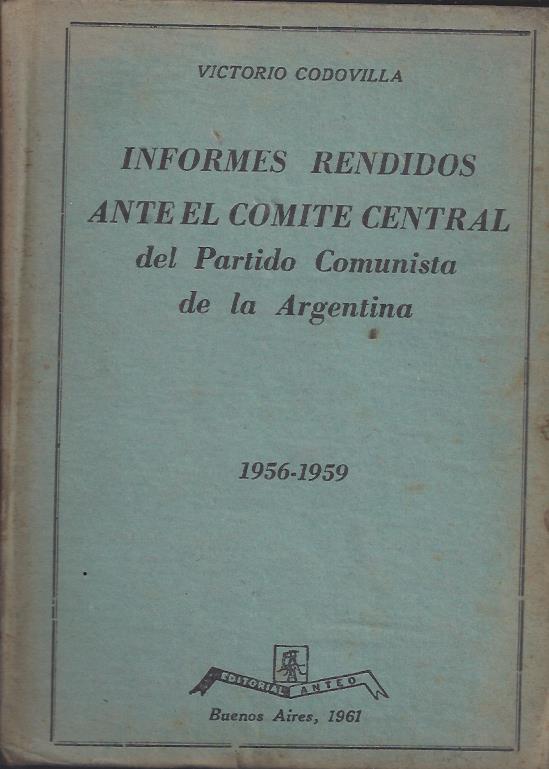 VICTORIO CODOVILLA
INFORMES RENDIDOS
ANTE EL COMITE CENTRAL
del Partido Comunista
de la Argentina
1956-1959
EDITORIAL ANTEO
Buenos Aires, 1961